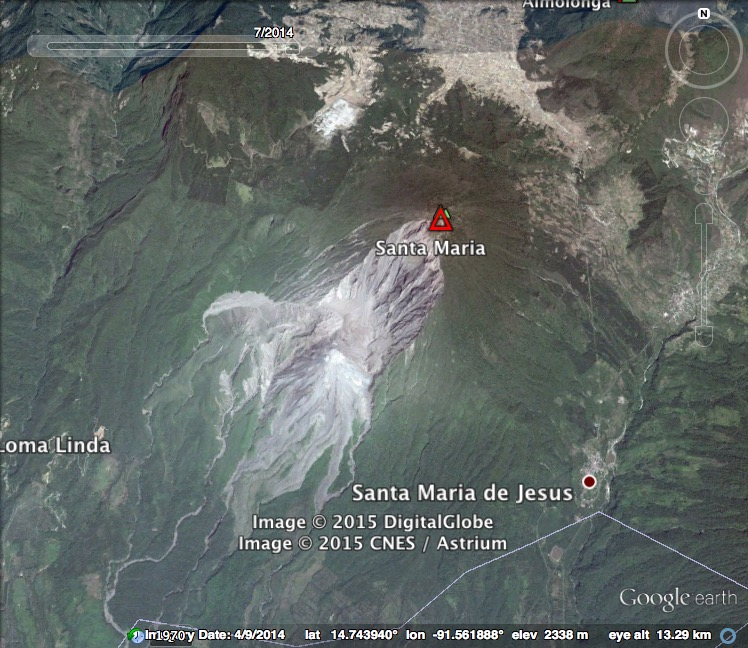 Almolonga
N
7/2014
Santa Maria
Loma Linda
Santa Maria de Jesus
Image © 2015 DigitalGlobe
Image © 2015 CNES / Astrium
Google earth
1970 Date: 4/9/2014 lat 14.743940° lon -91.561888° elev 2338 m eye alt 13.29 km